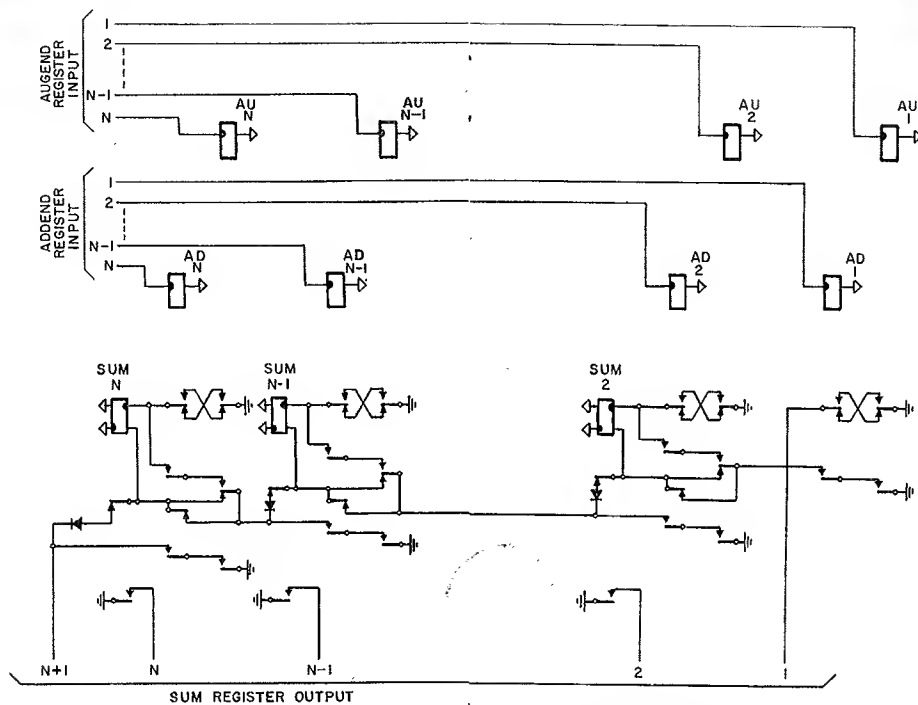 AUGEND
REGISTER
INPUT
1
2
N-1
N
AU
N
AU
N-1
AU
2
AU
1
ADDEND
REGISTER
INPUT
1
2
N-1
N
AD
N
AD
N-1
AD
2
AD
1
SUM
N
SUM
N-1
SUM
2
N+1
N
N-1
2
1
SUM REGISTER OUTPUT